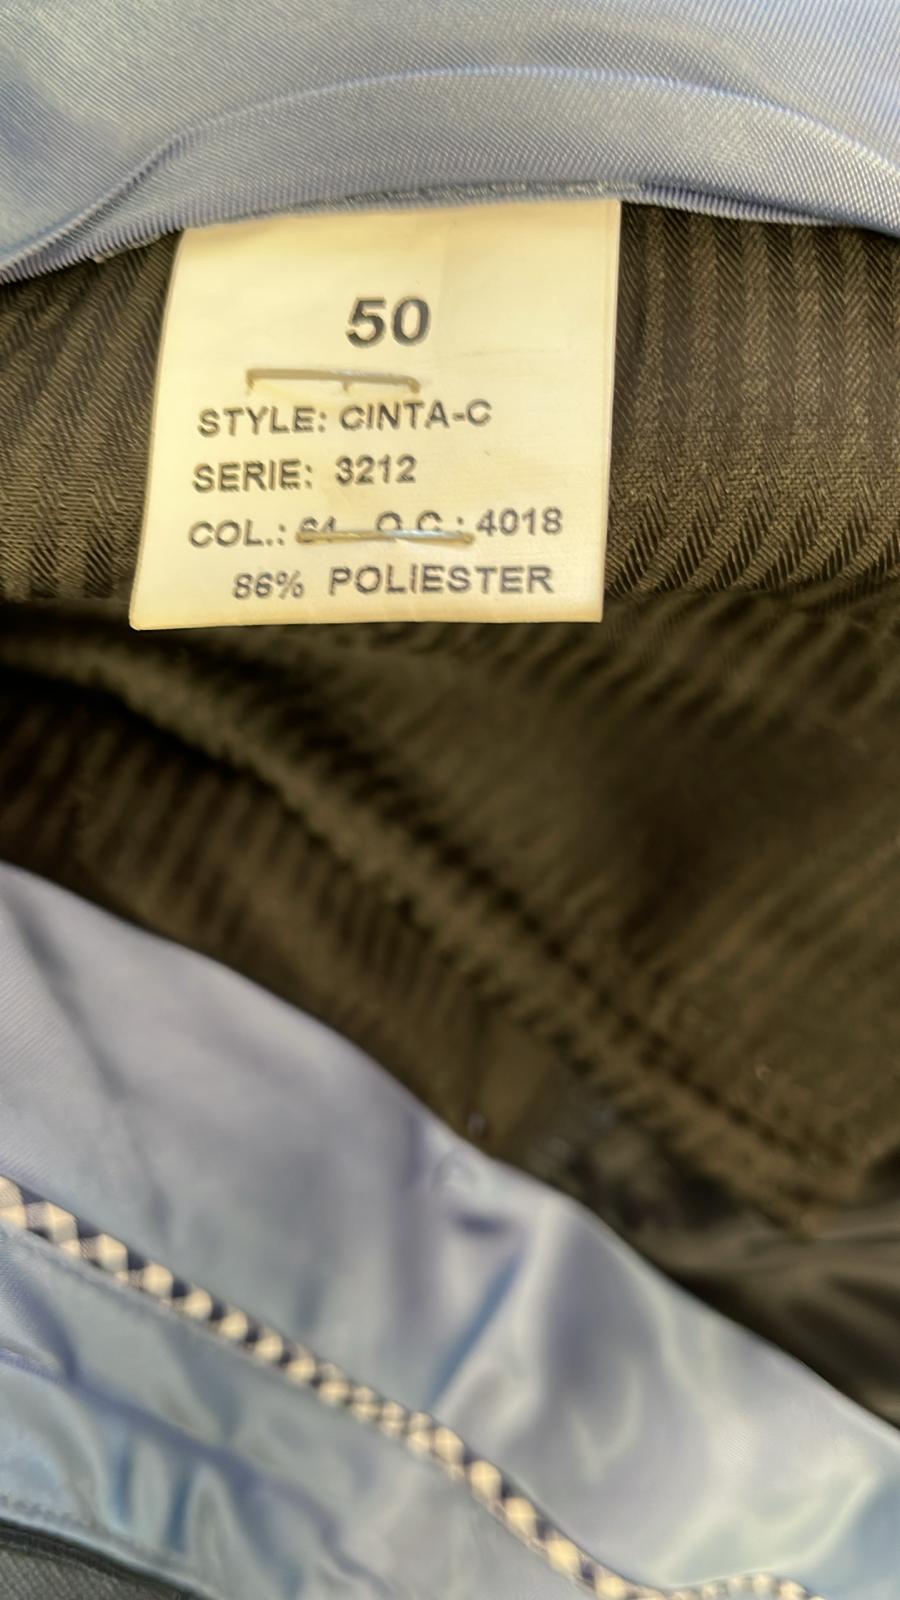 50
STYLE: CINTA-C
SERIE: 3212
COL.: O.C.: 4018
86% POLIESTER